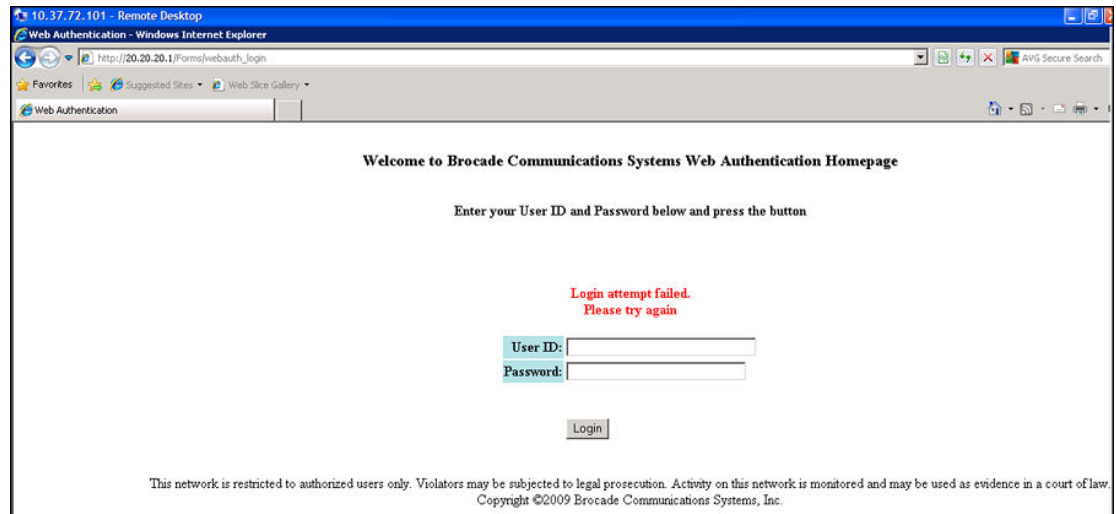 10.37.72.101 - Remote Desktop
Web Authentication - Windows Internet Explorer
http://20.20.20.1/Forms/webauth_login
AVG Secure Search
Favorites Suggested Sites Web Slice Gallery
Web Authentication
Welcome to Brocade Communications Systems Web Authentication Homepage
Enter your User ID and Password below and press the button
Login attempt failed.
Please try again
User ID:
Password:
Login
This network is restricted to authorized users only. Violators may be subjected to legal prosecution. Activity on this network is monitored and may be used as evidence in a court of law.
Copyright ©2009 Brocade Communications Systems, Inc.